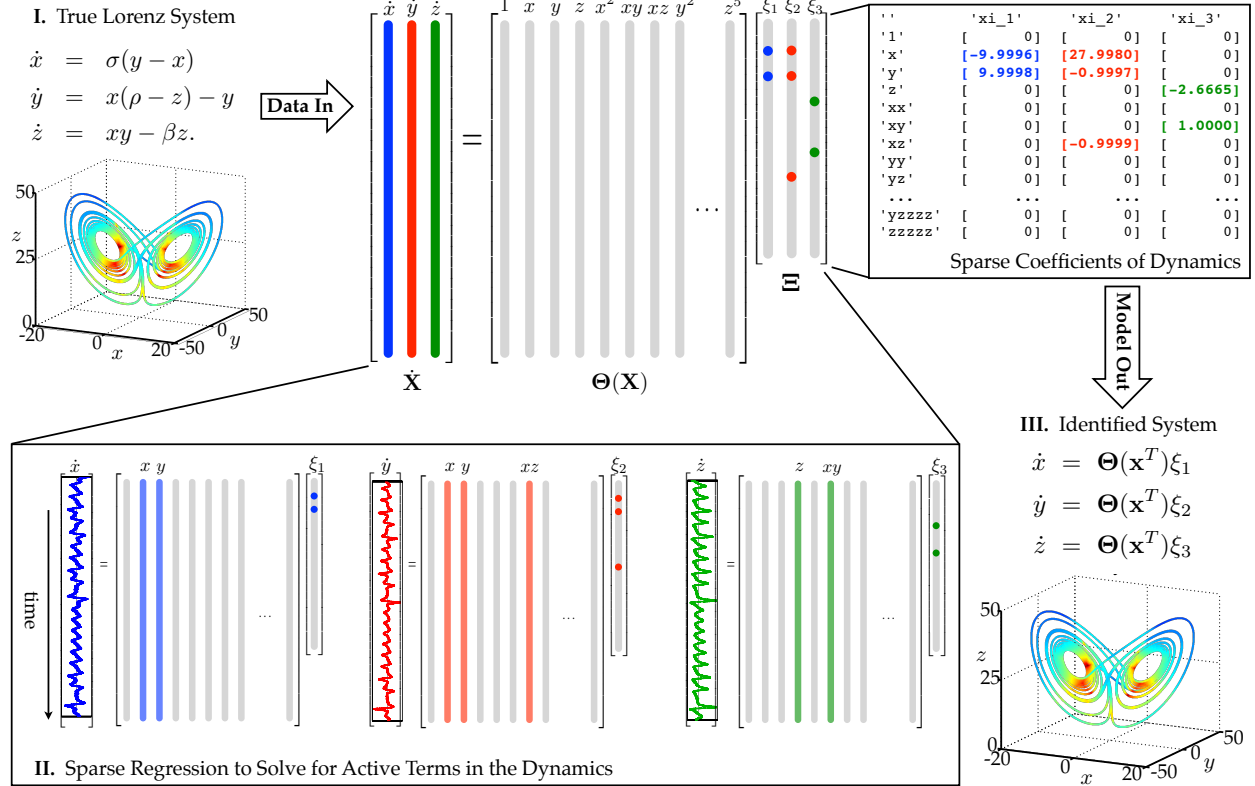 I. True Lorenz System
ẋ = σ(y − x)
ẏ = x(ρ − z) − y
ż = xy − βz.
Data In
50
z
25
0
-20
0
x
20
-50
0
y
50
ẋ ẏ ż
Ẋ
=
1 x y z x² xy xz y² z⁵
...
Θ(X)
ξ₁ ξ₂ ξ₃
Ξ
'' 'xi_1' 'xi_2' 'xi_3'
'1' [ 0] [ 0] [ 0]
'x' [-9.9996] [27.9980] [ 0]
'y' [ 9.9998] [-0.9997] [ 0]
'z' [ 0] [ 0] [-2.6665]
'xx' [ 0] [ 0] [ 0]
'xy' [ 0] [ 0] [ 1.0000]
'xz' [ 0] [-0.9999] [ 0]
'yy' [ 0] [ 0] [ 0]
'yz' [ 0] [ 0] [ 0]
... ... ... ...
'yzzzz' [ 0] [ 0] [ 0]
'zzzzz' [ 0] [ 0] [ 0]
Sparse Coefficients of Dynamics
Model Out
time
ẋ
=
x y
...
ξ₁
ẏ
=
x y xz
...
ξ₂
ż
=
z xy
...
ξ₃
II. Sparse Regression to Solve for Active Terms in the Dynamics
III. Identified System
ẋ = Θ(xᵀ)ξ₁
ẏ = Θ(xᵀ)ξ₂
ż = Θ(xᵀ)ξ₃
50
z
25
0
-20
0
x
20
-50
0
y
50